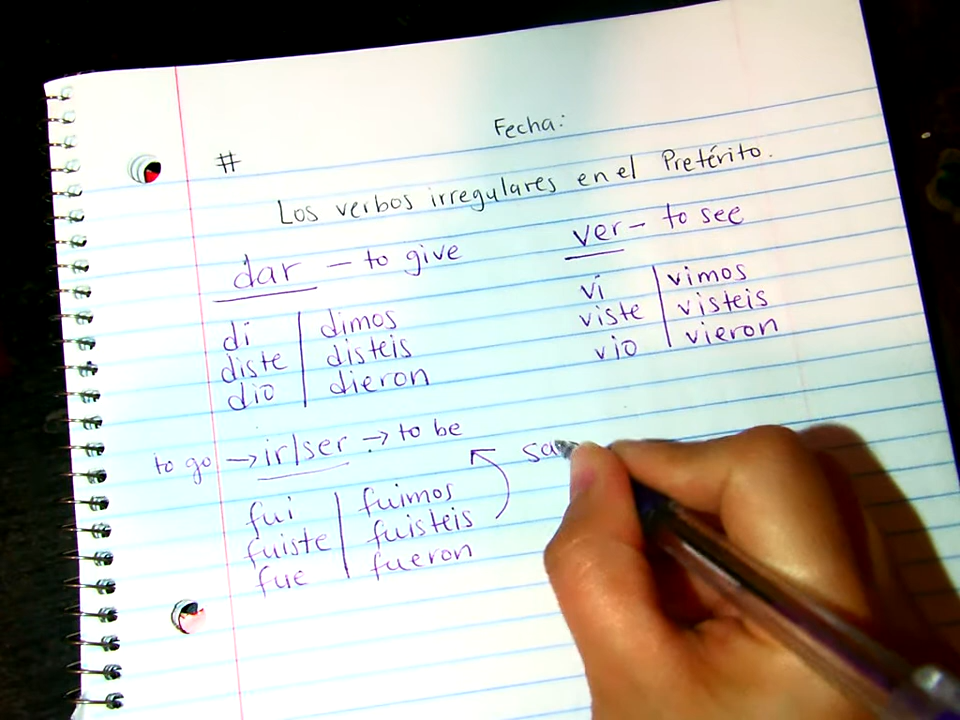 Fecha:
#
Los verbos irregulares en el Pretérito.
dar – to give
di | dimos
diste | disteis
dio | dieron
ver – to see
vi | vimos
viste | visteis
vio | vieron
to go → ir/ser → to be
fui | fuimos
fuiste | fuisteis
fue | fueron